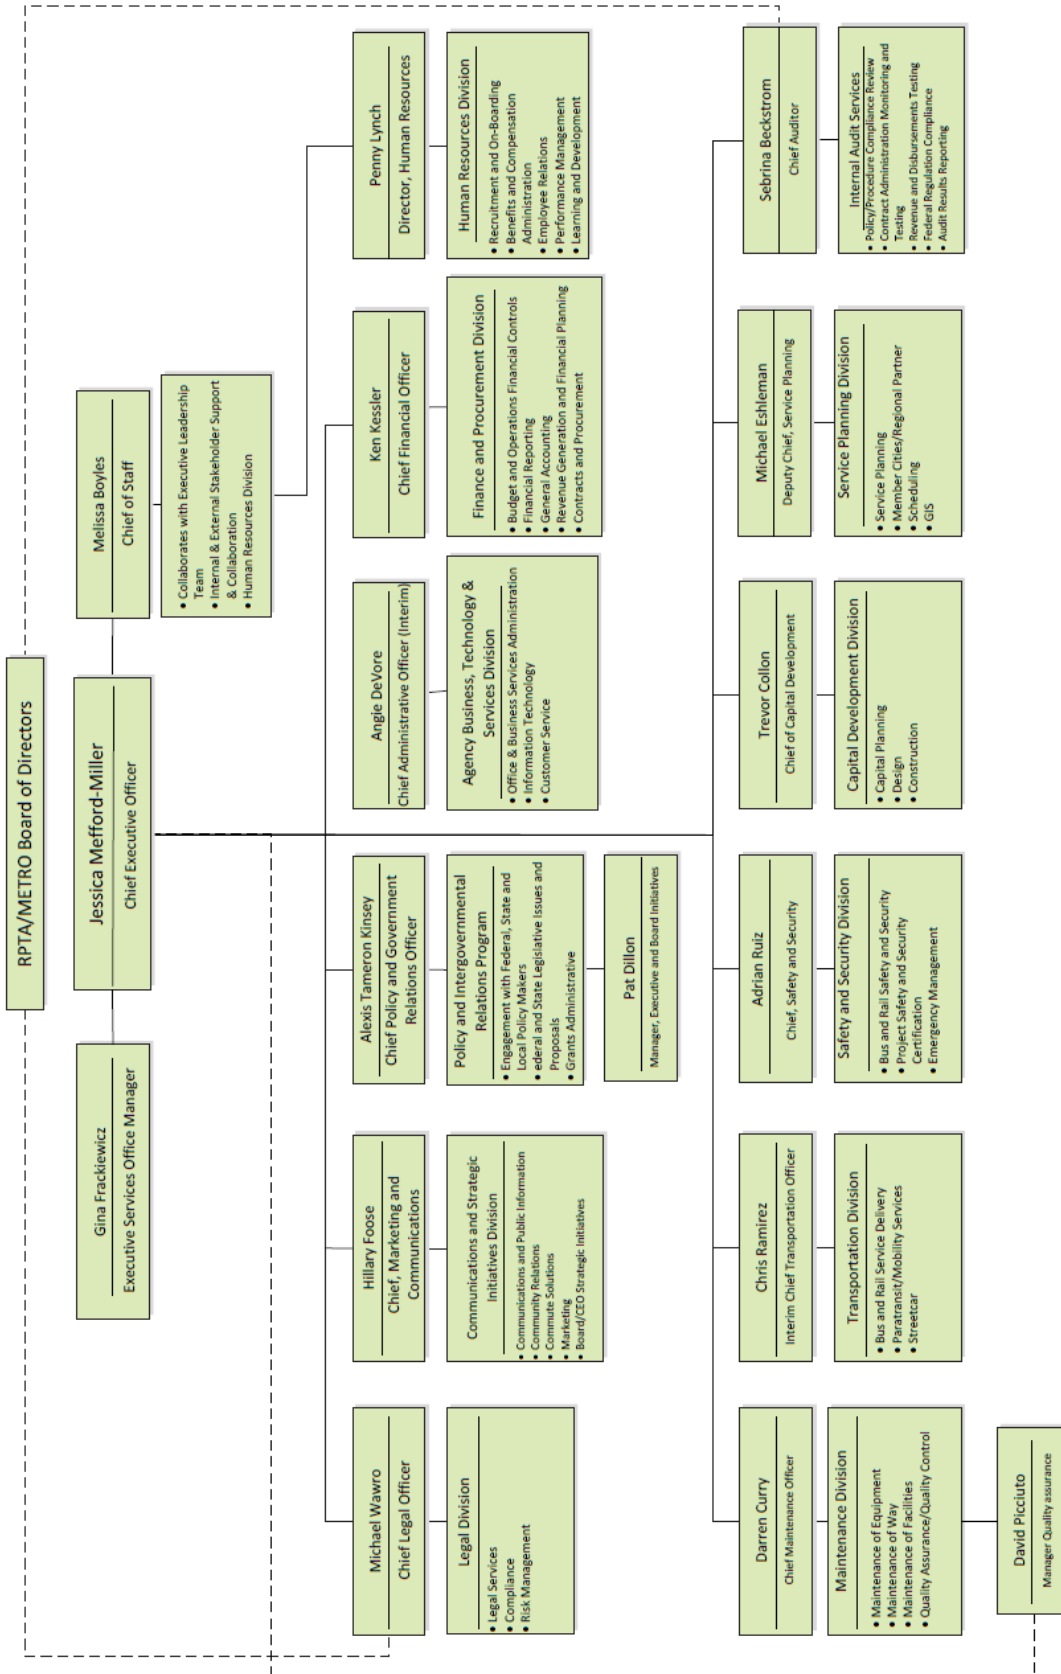 RPTA/METRO Board of Directors
Gina Frackiewicz
Executive Services Office Manager
Jessica Mefford-Miller
Chief Executive Officer
Melissa Boyles
Chief of Staff
• Collaborates with Executive Leadership
Team
• Internal & External Stakeholder Support
& Collaboration
• Human Resources Division
Michael Wawro
Chief Legal Officer
Legal Division
• Legal Services
• Compliance
• Risk Management
Hillary Foose
Chief, Marketing and
Communications
Communications and Strategic
Initiatives Division
• Communications and Public Information
• Community Relations
• Commute Solutions
• Marketing
• Board/CEO Strategic Initiatives
Alexis Tameron Kinsey
Chief Policy and Government
Relations Officer
Policy and Intergovernmental
Relations Program
• Engagement with Federal, State and
Local Policy Makers
• ederal and State Legislative Issues and
Proposals
• Grants Administrative
Pat Dillon
Manager, Executive and Board Initiatives
Angie DeVore
Chief Administrative Officer (Interim)
Agency Business, Technology &
Services Division
• Office & Business Services Administration
• Information Technology
• Customer Service
Ken Kessler
Chief Financial Officer
Finance and Procurement Division
• Budget and Operations Financial Controls
• Financial Reporting
• General Accounting
• Revenue Generation and Financial Planning
• Contracts and Procurement
Penny Lynch
Director, Human Resources
Human Resources Division
• Recruitment and On-Boarding
• Benefits and Compensation
Administration
• Employee Relations
• Performance Management
• Learning and Development
Darren Curry
Chief Maintenance Officer
Maintenance Division
• Maintenance of Equipment
• Maintenance of Way
• Maintenance of Facilities
• Quality Assurance/Quality Control
David Picciuto
Manager Quality assurance
Chris Ramirez
Interim Chief Transportation Officer
Transportation Division
• Bus and Rail Service Delivery
• Paratransit/Mobility Services
• Streetcar
Adrian Ruiz
Chief, Safety and Security
Safety and Security Division
• Bus and Rail Safety and Security
• Project Safety and Security
Certification
• Emergency Management
Trevor Collon
Chief of Capital Development
Capital Development Division
• Capital Planning
• Design
• Construction
Michael Eshleman
Deputy Chief, Service Planning
Service Planning Division
• Service Planning
• Member Cities/Regional Partner
• Scheduling
• GIS
Sebrina Beckstrom
Chief Auditor
Internal Audit Services
• Policy/Procedure Compliance Review
• Contract Administration Monitoring and
Testing
• Revenue and Disbursements Testing
• Federal Regulation Compliance
• Audit Results Reporting